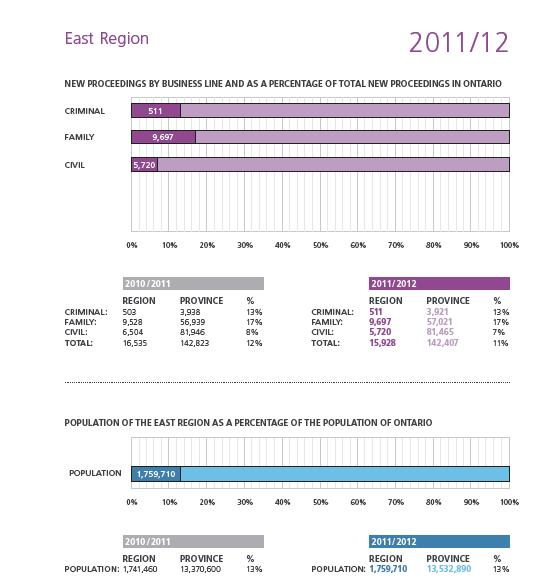 East Region 2011/12
NEW PROCEEDINGS BY BUSINESS LINE AND AS A PERCENTAGE OF TOTAL NEW PROCEEDINGS IN ONTARIO
CRIMINAL 511
FAMILY 9,697
CIVIL 5,720
0% 10% 20% 30% 40% 50% 60% 70% 80% 90% 100%
2010/2011 2011/2012
REGION PROVINCE % REGION PROVINCE %
CRIMINAL: 503 3,938 13% CRIMINAL: 511 3,921 13%
FAMILY: 9,528 56,939 17% FAMILY: 9,697 57,021 17%
CIVIL: 6,504 81,946 8% CIVIL: 5,720 81,465 7%
TOTAL: 16,535 142,823 12% TOTAL: 15,928 142,407 11%
POPULATION OF THE EAST REGION AS A PERCENTAGE OF THE POPULATION OF ONTARIO
POPULATION 1,759,710
0% 10% 20% 30% 40% 50% 60% 70% 80% 90% 100%
2010/2011 2011/2012
REGION PROVINCE % REGION PROVINCE %
POPULATION: 1,741,460 13,370,600 13% POPULATION: 1,759,710 13,532,890 13%